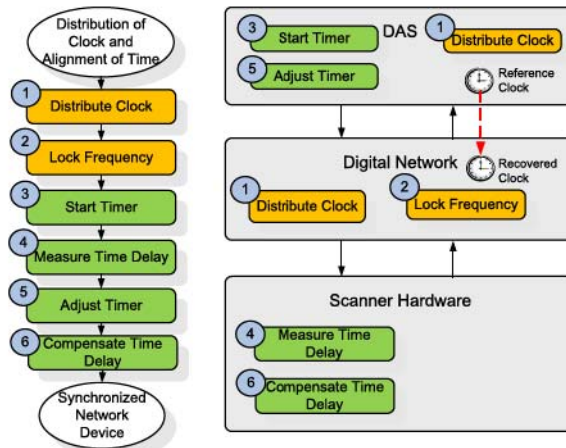 Distribution of
Clock and
Alignment of Time
1
Distribute Clock
2
Lock Frequency
3
Start Timer
4
Measure Time Delay
5
Adjust Timer
6
Compensate Time
Delay
Synchronized
Network
Device
DAS
3
Start Timer
1
Distribute Clock
5
Adjust Timer
Reference
Clock
Digital Network
Recovered
Clock
1
Distribute Clock
2
Lock Frequency
Scanner Hardware
4
Measure Time
Delay
6
Compensate Time
Delay